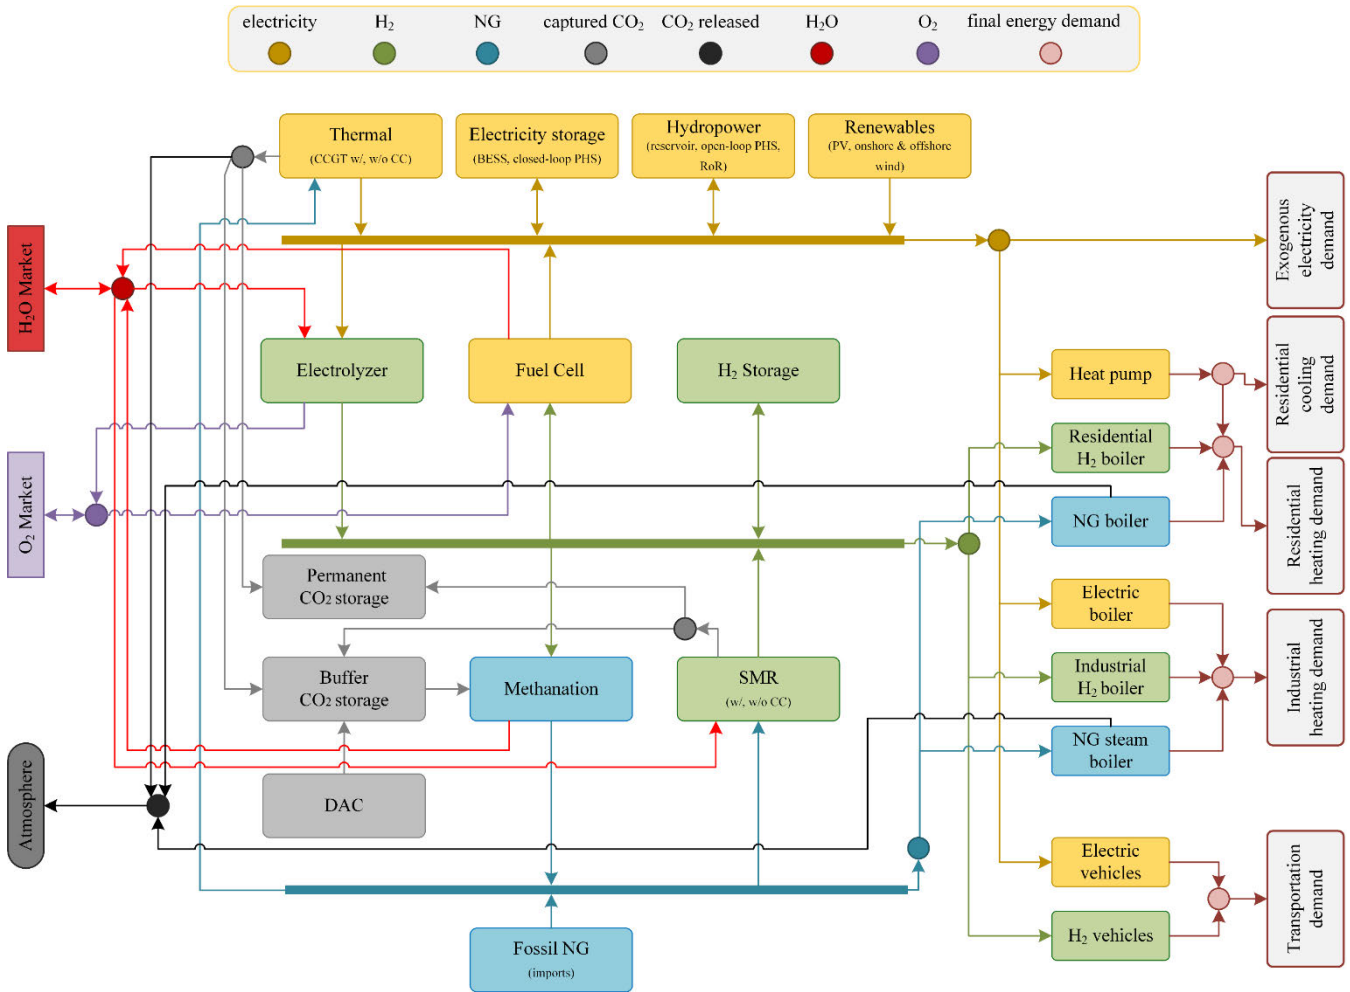 electricity
H₂
NG
captured CO₂
CO₂ released
H₂O
O₂
final energy demand
Thermal
(CCGT w/, w/o CC)
Electricity storage
(BESS, closed-loop PHS)
Hydropower
(reservoir, open-loop PHS,
RoR)
Renewables
(PV, onshore & offshore
wind)
Exogenous
electricity
demand
H₂O Market
Electrolyzer
Fuel Cell
H₂ Storage
Heat pump
Residential
cooling
demand
Residential
H₂ boiler
O₂ Market
NG boiler
Residential
heating demand
Permanent
CO₂ storage
Electric
boiler
Buffer
CO₂ storage
Methanation
SMR
(w/, w/o CC)
Industrial
H₂ boiler
Industrial
heating demand
NG steam
boiler
Atmosphere
DAC
Electric
vehicles
Transportation
demand
H₂ vehicles
Fossil NG
(imports)